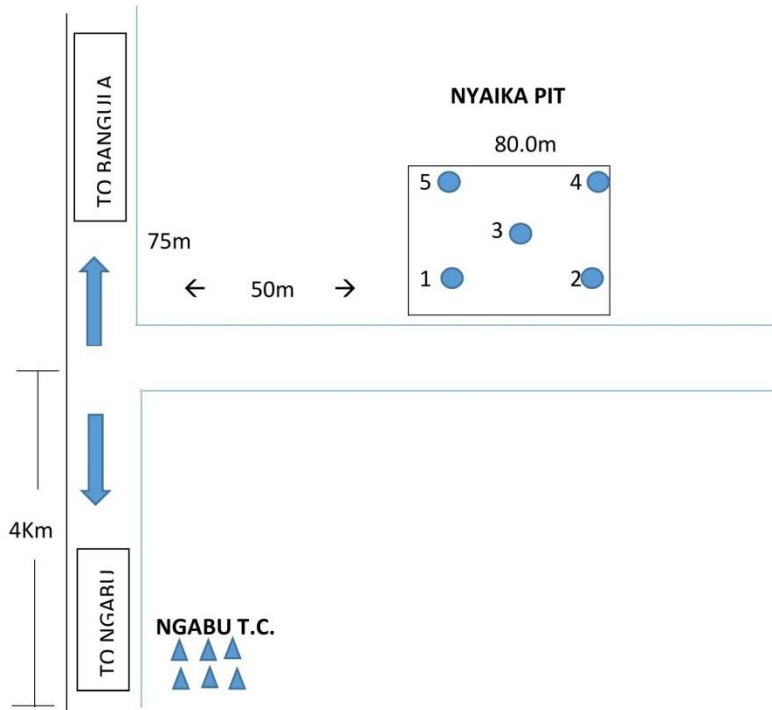 TO BANGULA
NYAIKA PIT
80.0m
5
4
3
75m
1
2
← 50m →
4Km
TO NGABU
NGABU T.C.